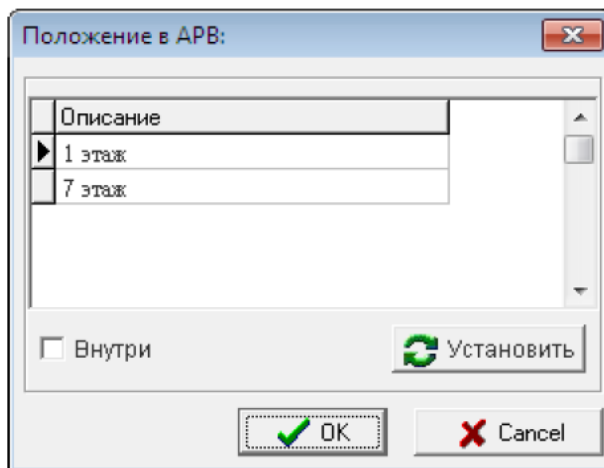 Положение в АРВ:
Описание
1 этаж
7 этаж
Внутри
Установить
OK
Cancel